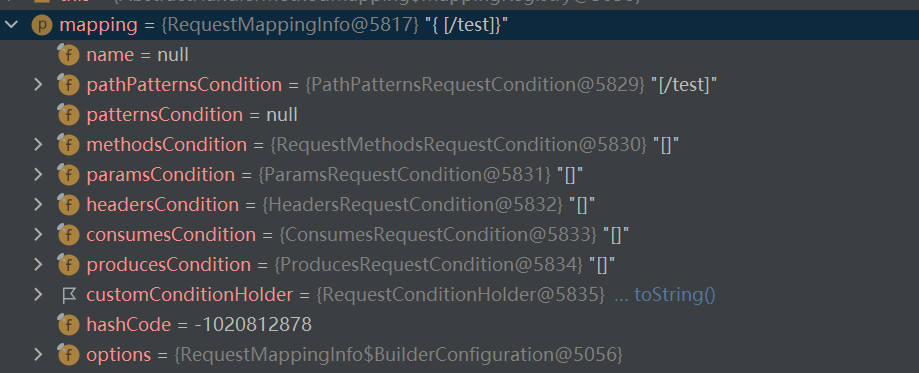 mapping = {RequestMappingInfo@5817} "{ [/test]}"
name = null
pathPatternsCondition = {PathPatternsRequestCondition@5829} "[/test]"
patternsCondition = null
methodsCondition = {RequestMethodsRequestCondition@5830} "[]"
paramsCondition = {ParamsRequestCondition@5831} "[]"
headersCondition = {HeadersRequestCondition@5832} "[]"
consumesCondition = {ConsumesRequestCondition@5833} "[]"
producesCondition = {ProducesRequestCondition@5834} "[]"
customConditionHolder = {RequestConditionHolder@5835} ... toString()
hashCode = -1020812878
options = {RequestMappingInfo$BuilderConfiguration@5056}